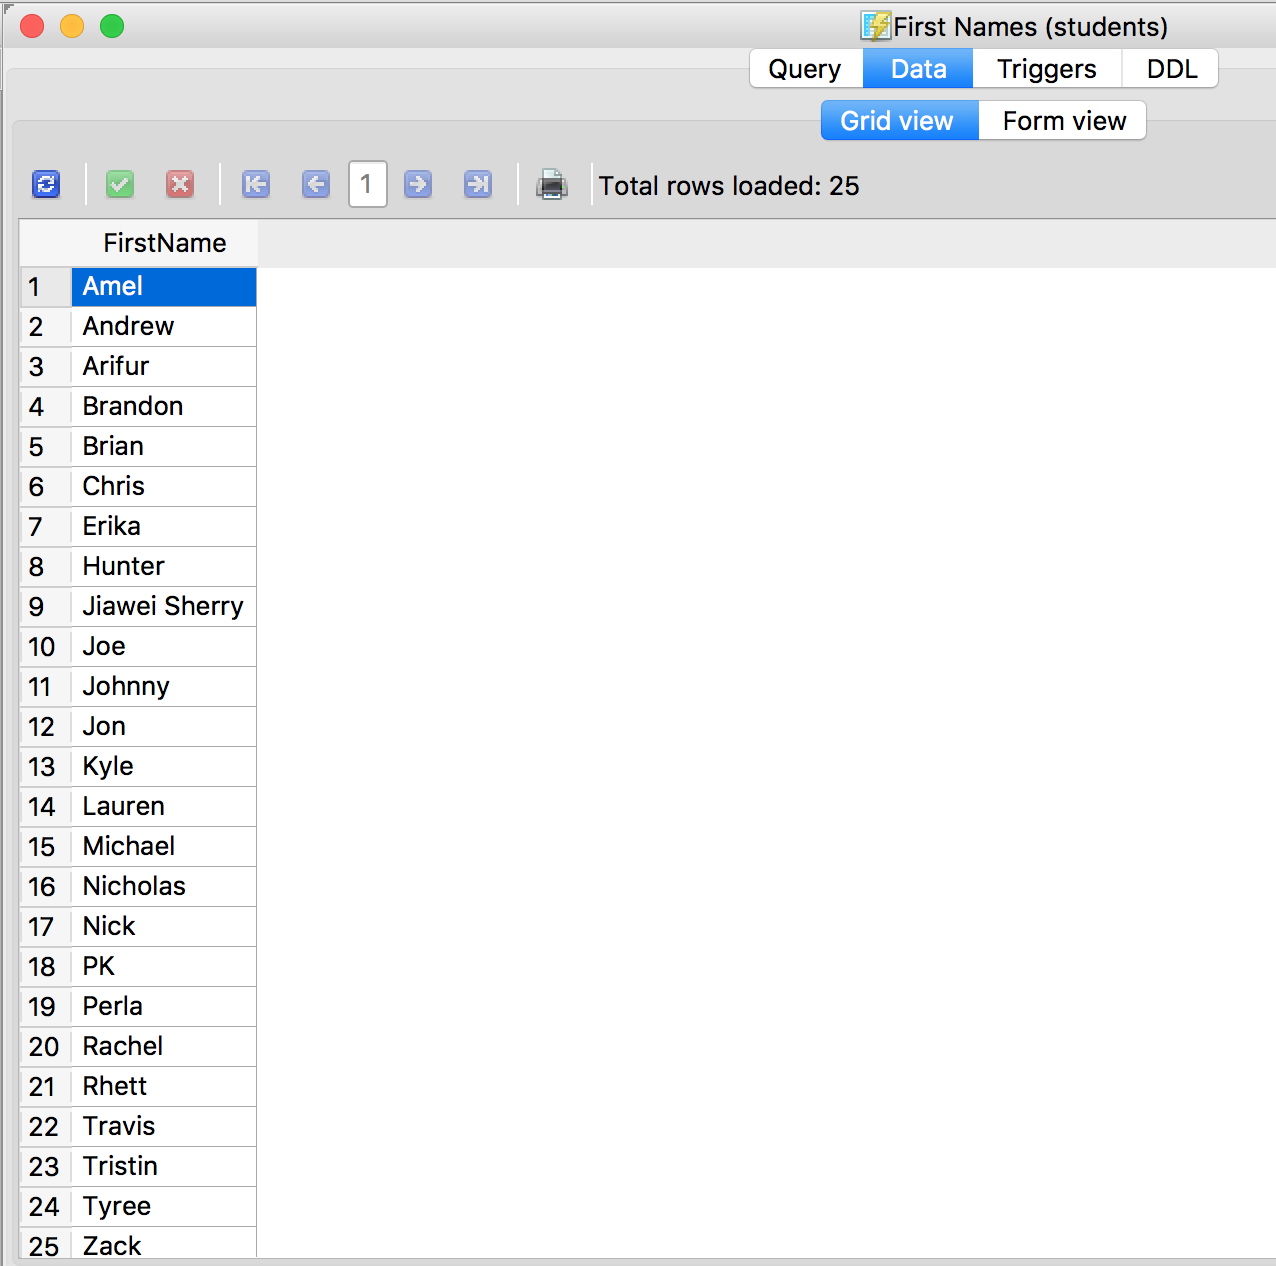 First Names (students)
Query Data Triggers DDL
Grid view Form view
1 Total rows loaded: 25
FirstName
1 Amel
2 Andrew
3 Arifur
4 Brandon
5 Brian
6 Chris
7 Erika
8 Hunter
9 Jiawei Sherry
10 Joe
11 Johnny
12 Jon
13 Kyle
14 Lauren
15 Michael
16 Nicholas
17 Nick
18 PK
19 Perla
20 Rachel
21 Rhett
22 Travis
23 Tristin
24 Tyree
25 Zack